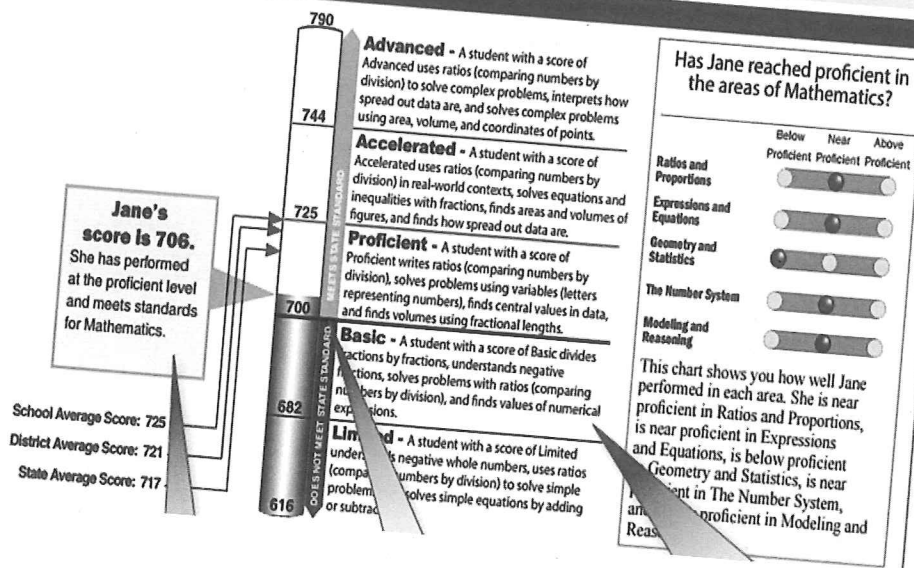 790
Advanced - A student with a score of
Advanced uses ratios (comparing numbers by
division) to solve complex problems, interprets how
spread out data are, and solves complex problems
using area, volume, and coordinates of points.
744
Accelerated - A student with a score of
Accelerated uses ratios (comparing numbers by
division) in real-world contexts, solves equations and
inequalities with fractions, finds areas and volumes of
figures, and finds how spread out data are.
725
Proficient - A student with a score of
Proficient writes ratios (comparing numbers by
division), solves problems using variables (letters
representing numbers), finds central values in data,
and finds volumes using fractional lengths.
700
Basic - A student with a score of Basic divides
fractions by fractions, understands negative
fractions, solves problems with ratios (comparing
numbers by division), and finds values of numerical
expressions.
682
Limited - A student with a score of Limited
negative whole numbers, uses ratios
numbers by division) to solve simple
solves simple equations by adding
or
616
MEETS STATE STANDARD
DOES NOT MEET STATE STANDARD
Jane's
score is 706.
She has performed
at the proficient level
and meets standards
for Mathematics.
School Average Score: 725
District Average Score: 721
State Average Score: 717
Has Jane reached proficient in
the areas of Mathematics?
Below Near Above
Proficient Proficient Proficient
Ratios and
Proportions
Expressions and
Equations
Geometry and
Statistics
The Number System
Modeling and
Reasoning
This chart shows you how well Jane
performed in each area. She is near
proficient in Ratios and Proportions,
is near proficient in Expressions
and Equations, is below proficient
Geometry and Statistics, is near
in The Number System,
proficient in Modeling and